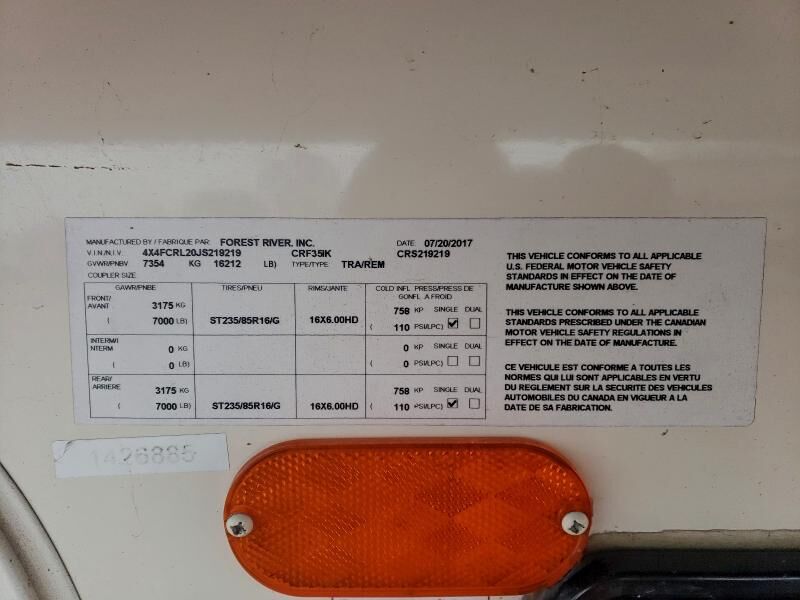 MANUFACTURED BY / FABRIQUE PAR: FOREST RIVER, INC. DATE 07/20/2017
V.I.N/N.I.V. 4X4FCRL20JS219219 CRF35IK CRS219219
GVWR/PNBV 7354 KG 16212 LB) TYPE/TYPE: TRA/REM
COUPLER SIZE
GAWR/PNBE TIRES/PNEU RIMS/JANTE COLD INFL PRESS/PRESS DE
GONFL A FROID
FRONT/
AVANT 3175 KG 758 KP SINGLE DUAL
( 7000 LB) ST235/85R16/G 16X6.00HD ( 110 PSI/LPC)
INTERM/I
NTERM 0 KG 0 KP SINGLE DUAL
( 0 LB) ( 0 PSI/LPC)
REAR/
ARRIERE 3175 KG 758 KP SINGLE DUAL
( 7000 LB) ST235/85R16/G 16X6.00HD ( 110 PSI/LPC)
THIS VEHICLE CONFORMS TO ALL APPLICABLE
U.S. FEDERAL MOTOR VEHICLE SAFETY
STANDARDS IN EFFECT ON THE DATE OF
MANUFACTURE SHOWN ABOVE.
THIS VEHICLE CONFORMS TO ALL APPLICABLE
STANDARDS PRESCRIBED UNDER THE CANADIAN
MOTOR VEHICLE SAFETY REGULATIONS IN
EFFECT ON THE DATE OF MANUFACTURE.
CE VEHICULE EST CONFORME A TOUTES LES
NORMES QUI LUI SONT APPLICABLES EN VERTU
DU REGLEMENT SUR LA SECURITE DES VEHICULES
AUTOMOBILES DU CANADA EN VIGUEUR A LA
DATE DE SA FABRICATION.
1426885